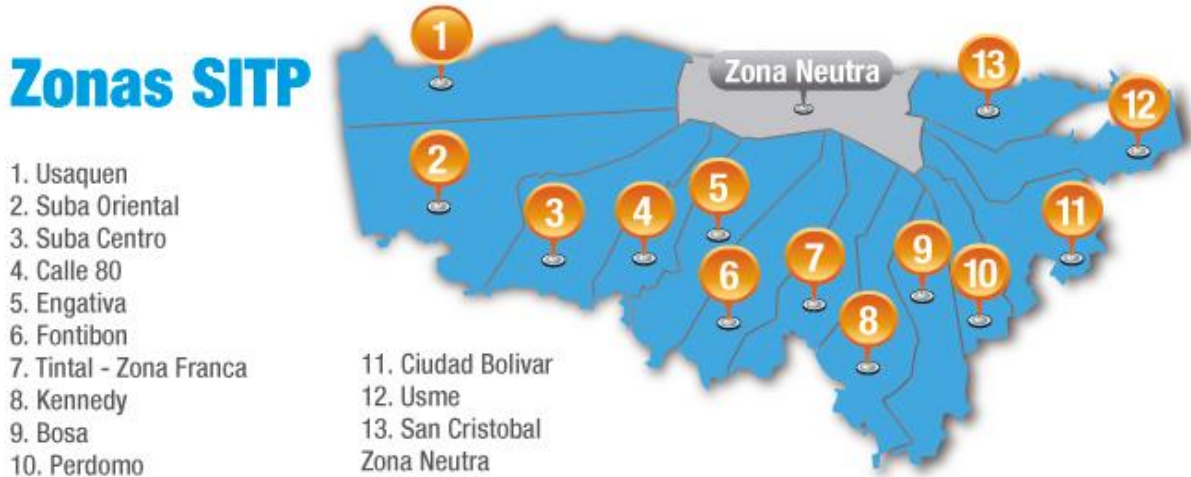 Zonas SITP
1. Usaquen
2. Suba Oriental
3. Suba Centro
4. Calle 80
5. Engativa
6. Fontibon
7. Tintal - Zona Franca
8. Kennedy
9. Bosa
10. Perdomo
11. Ciudad Bolivar
12. Usme
13. San Cristobal
Zona Neutra
1
Zona Neutra
13
12
2
3
4
5
6
7
8
9
10
11